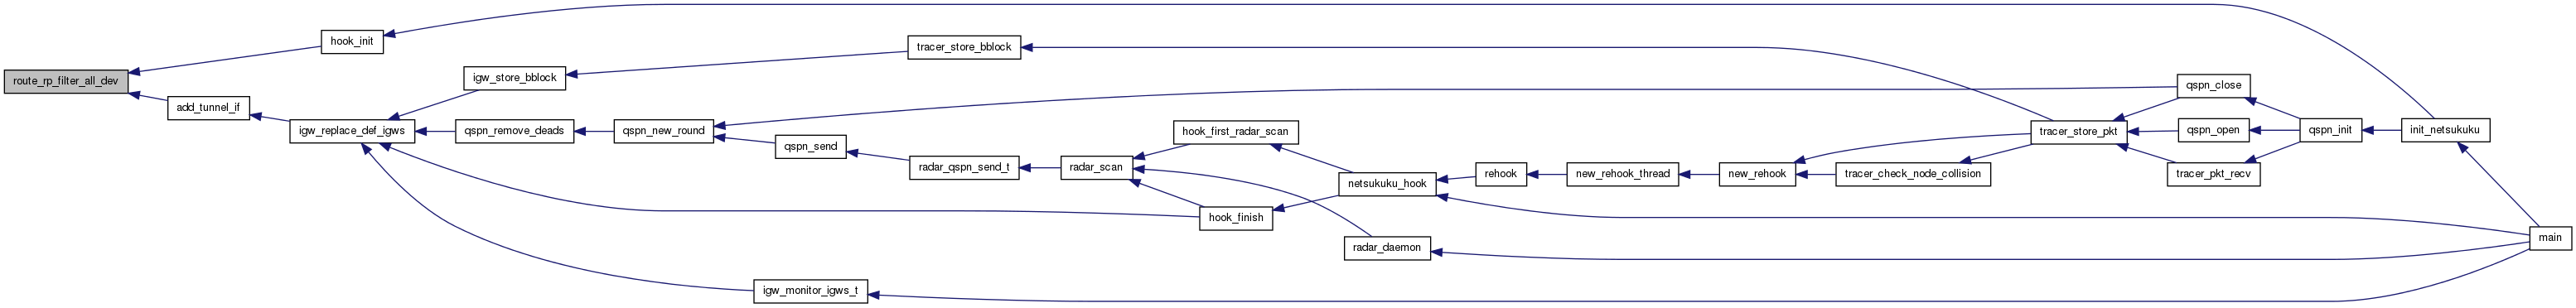 route_rp_filter_all_dev
hook_init
add_tunnel_if
igw_replace_def_igws
igw_store_bblock
qspn_remove_deads
qspn_new_round
qspn_send
tracer_store_bblock
radar_qspn_send_t
radar_scan
hook_first_radar_scan
hook_finish
netsukuku_hook
radar_daemon
igw_monitor_igws_t
rehook
new_rehook_thread
new_rehook
tracer_check_node_collision
tracer_store_pkt
qspn_close
qspn_open
tracer_pkt_recv
qspn_init
init_netsukuku
main